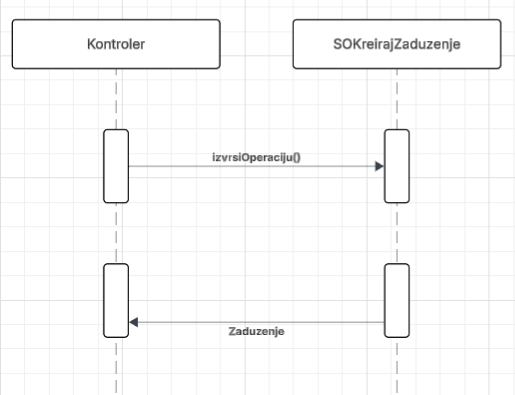 Kontroler
SOKreirajZaduzenje
izvrsiOperaciju()
Zaduzenje